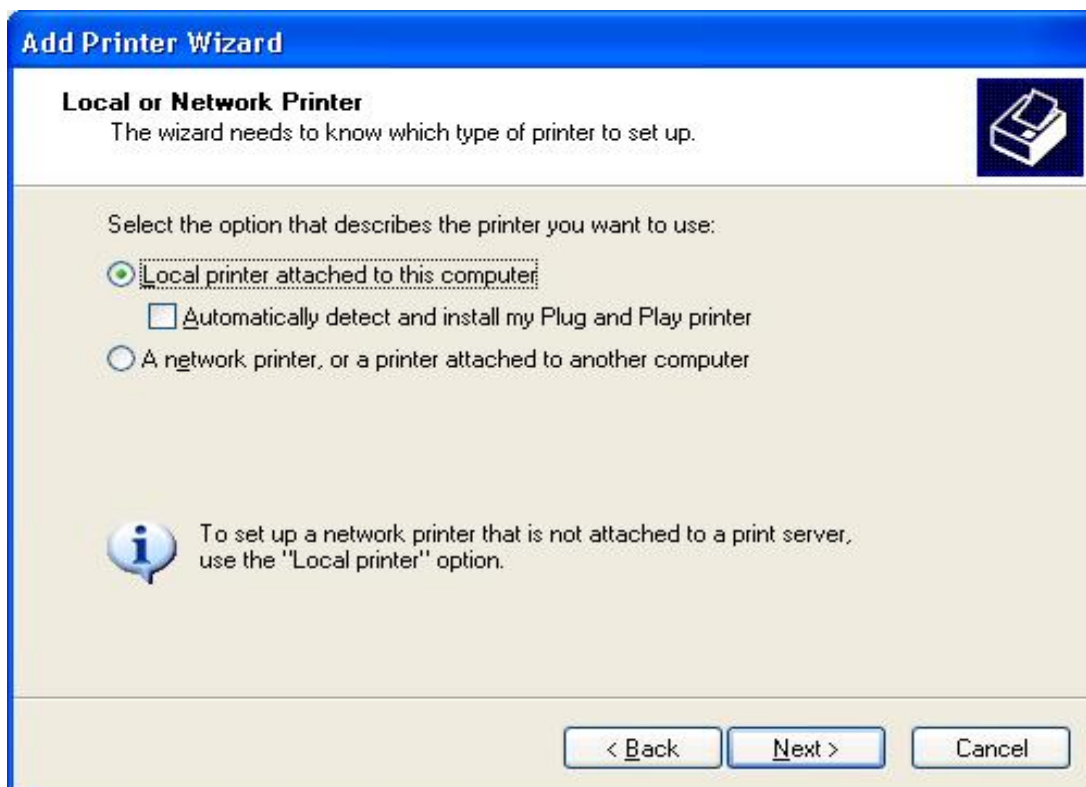 Add Printer Wizard
Local or Network Printer
The wizard needs to know which type of printer to set up.
Select the option that describes the printer you want to use:
Local printer attached to this computer
Automatically detect and install my Plug and Play printer
A network printer, or a printer attached to another computer
To set up a network printer that is not attached to a print server,
use the "Local printer" option.
< Back Next > Cancel